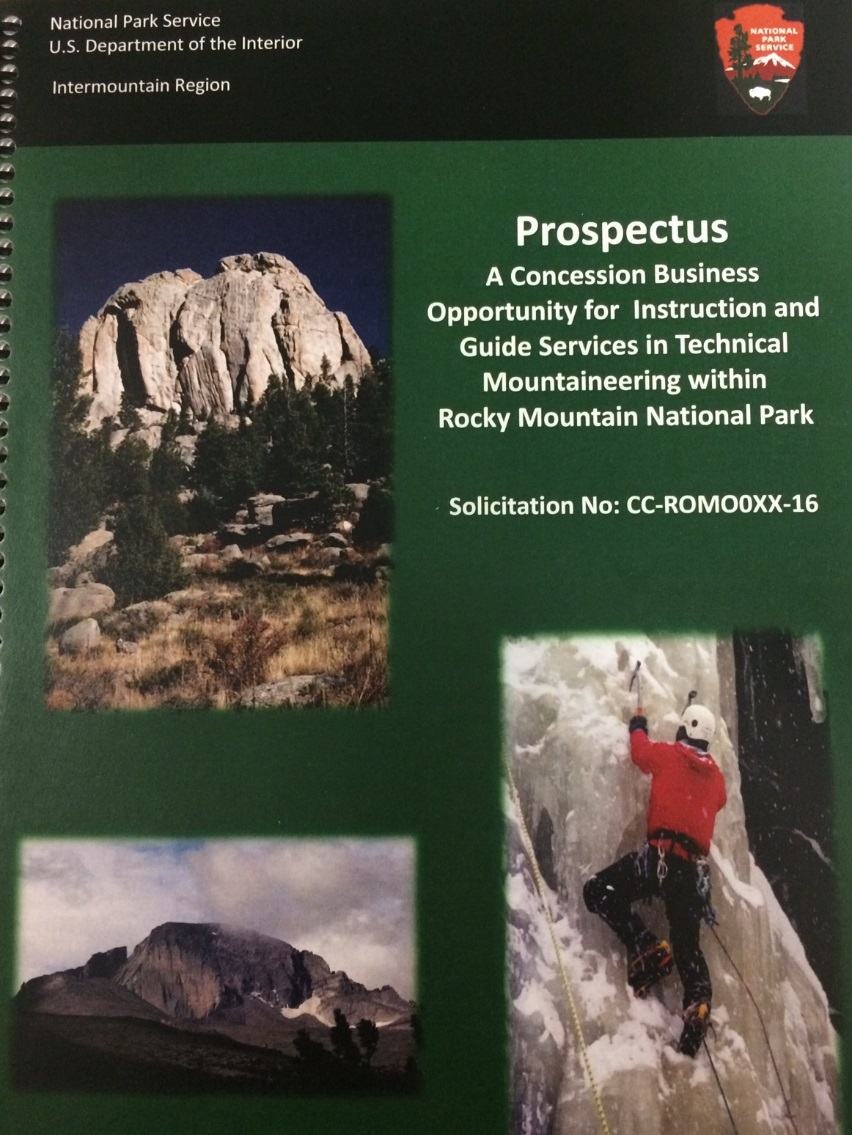 National Park Service
U.S. Department of the Interior
Intermountain Region
NATIONAL
PARK
SERVICE
Prospectus
A Concession Business
Opportunity for Instruction and
Guide Services in Technical
Mountaineering within
Rocky Mountain National Park
Solicitation No: CC-ROMO0XX-16